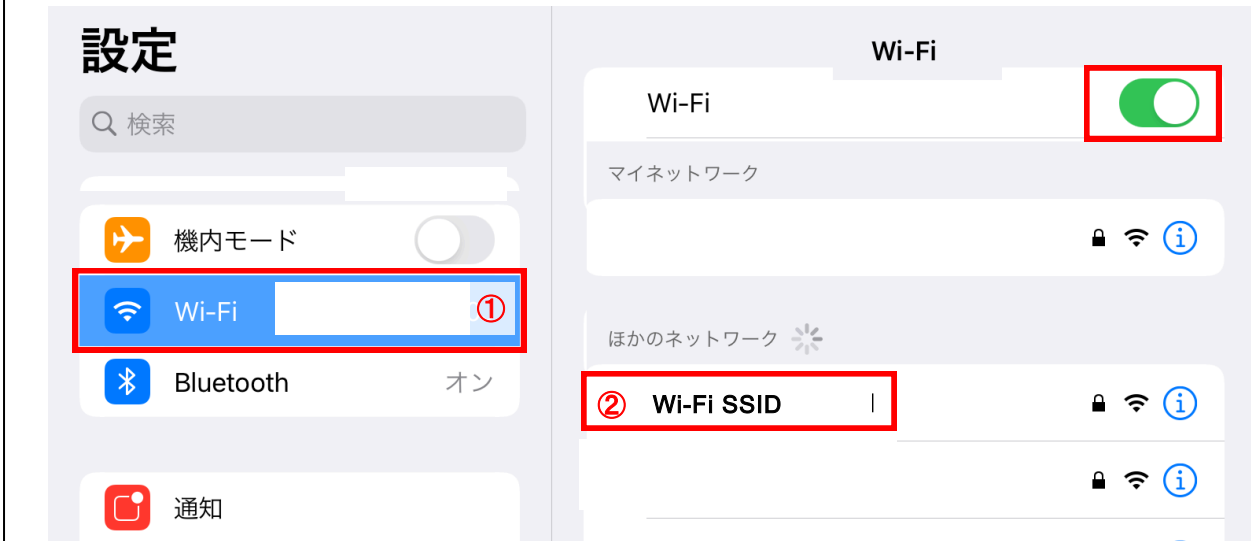 設定
検索
機内モード
Wi-Fi ①
Bluetooth オン
通知
Wi-Fi
Wi-Fi
マイネットワーク
ほかのネットワーク
② Wi-Fi SSID